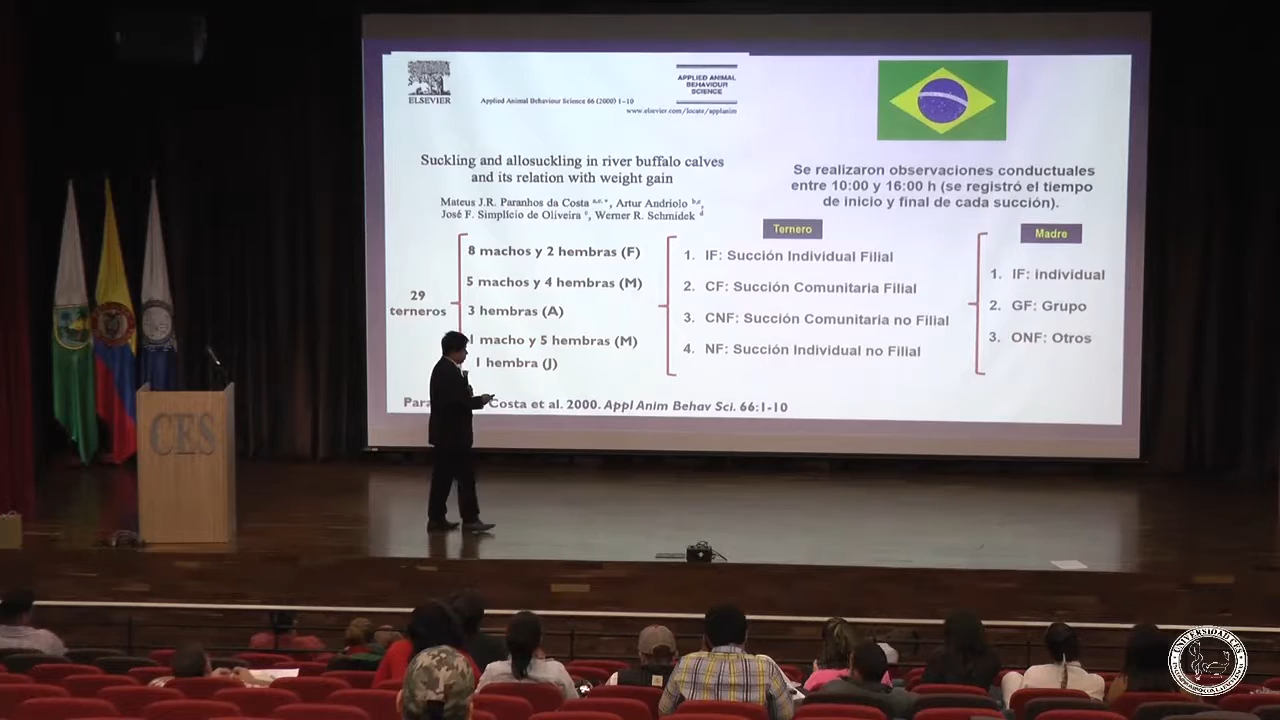 ELSEVIER
Applied Animal Behaviour Science 66 (2000) 1–10
APPLIED ANIMAL
BEHAVIOUR
SCIENCE
www.elsevier.com/locate/applanim
Suckling and allosuckling in river buffalo calves
and its relation with weight gain
Mateus J.R. Paranhos da Costa a,c,*, Artur Andriolo b,c,
José F. Simplício de Oliveira c, Werner R. Schmidek d
Se realizaron observaciones conductuales
entre 10:00 y 16:00 h (se registró el tiempo
de inicio y final de cada succión).
29
terneros
8 machos y 2 hembras (F)
5 machos y 4 hembras (M)
3 hembras (A)
macho y 5 hembras (M)
1 hembra (J)
Ternero
1. IF: Succión Individual Filial
2. CF: Succión Comunitaria Filial
3. CNF: Succión Comunitaria no Filial
4. NF: Succión Individual no Filial
Madre
1. IF: individual
2. GF: Grupo
3. ONF: Otros
Costa et al. 2000. Appl Anim Behav Sci. 66:1-10
CES
UNIVERSIDAD CES